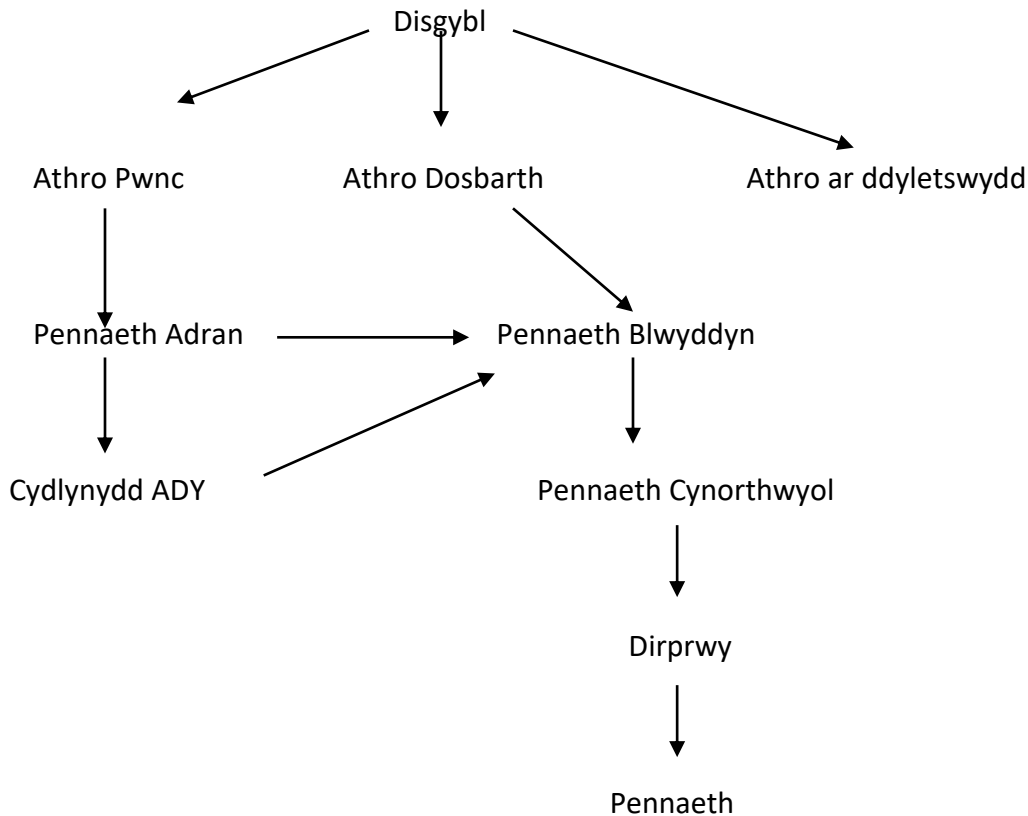 Disgybl
Athro Pwnc
Athro Dosbarth
Athro ar ddyletswydd
Pennaeth Adran
Pennaeth Blwyddyn
Cydlynydd ADY
Pennaeth Cynorthwyol
Dirprwy
Pennaeth